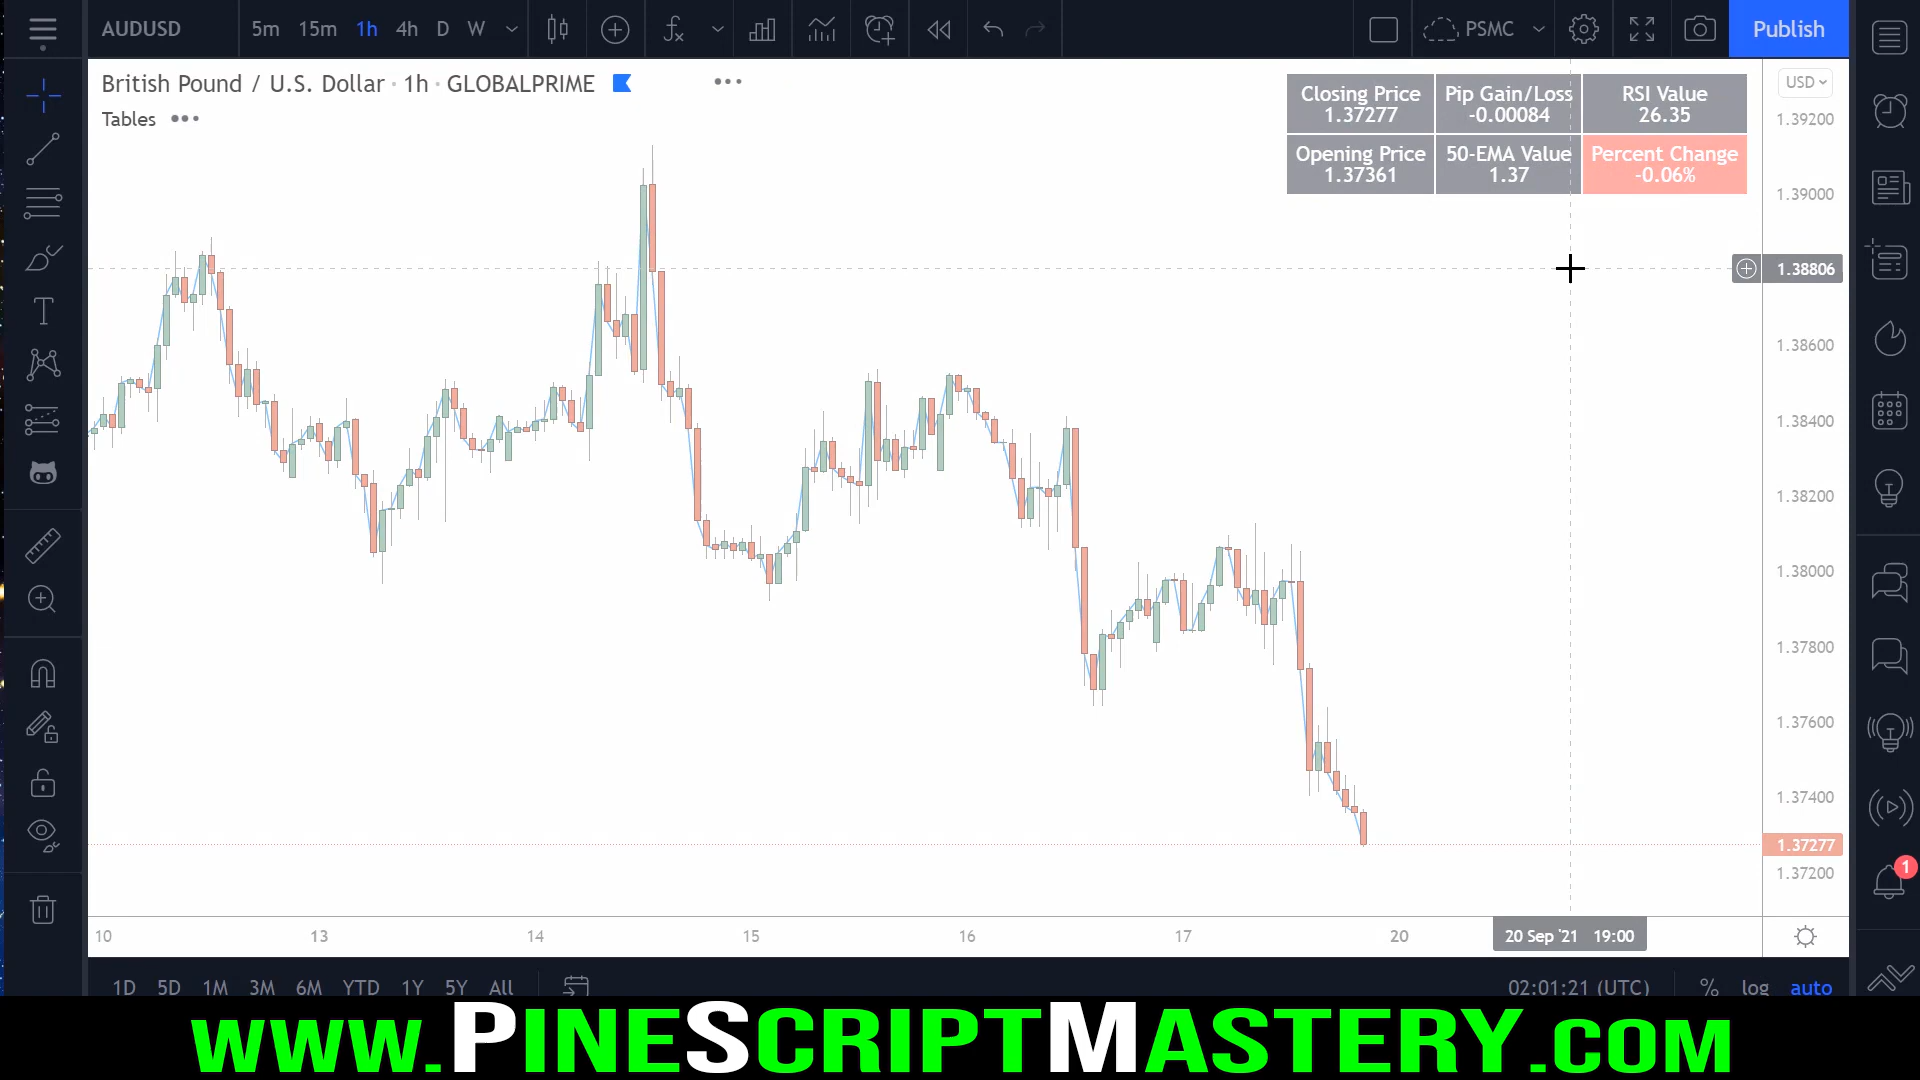 AUDUSD 5m 15m 1h 4h D W PSMC Publish
British Pound / U.S. Dollar · 1h · GLOBALPRIME
Tables
Closing Price Pip Gain/Loss RSI Value
1.37277 -0.00084 26.35
Opening Price 50-EMA Value Percent Change
1.37361 1.37 -0.06%
USD
1.39200
1.39000
1.38806
1.38600
1.38400
1.38200
1.38000
1.37800
1.37600
1.37400
1.37277
1.37200
1
10 13 14 15 16 17 20 20 Sep '21 19:00
1D 5D 1M 3M 6M YTD 1Y 5Y All 02:01:21 (UTC) % log auto
www.PineScriptMastery.com